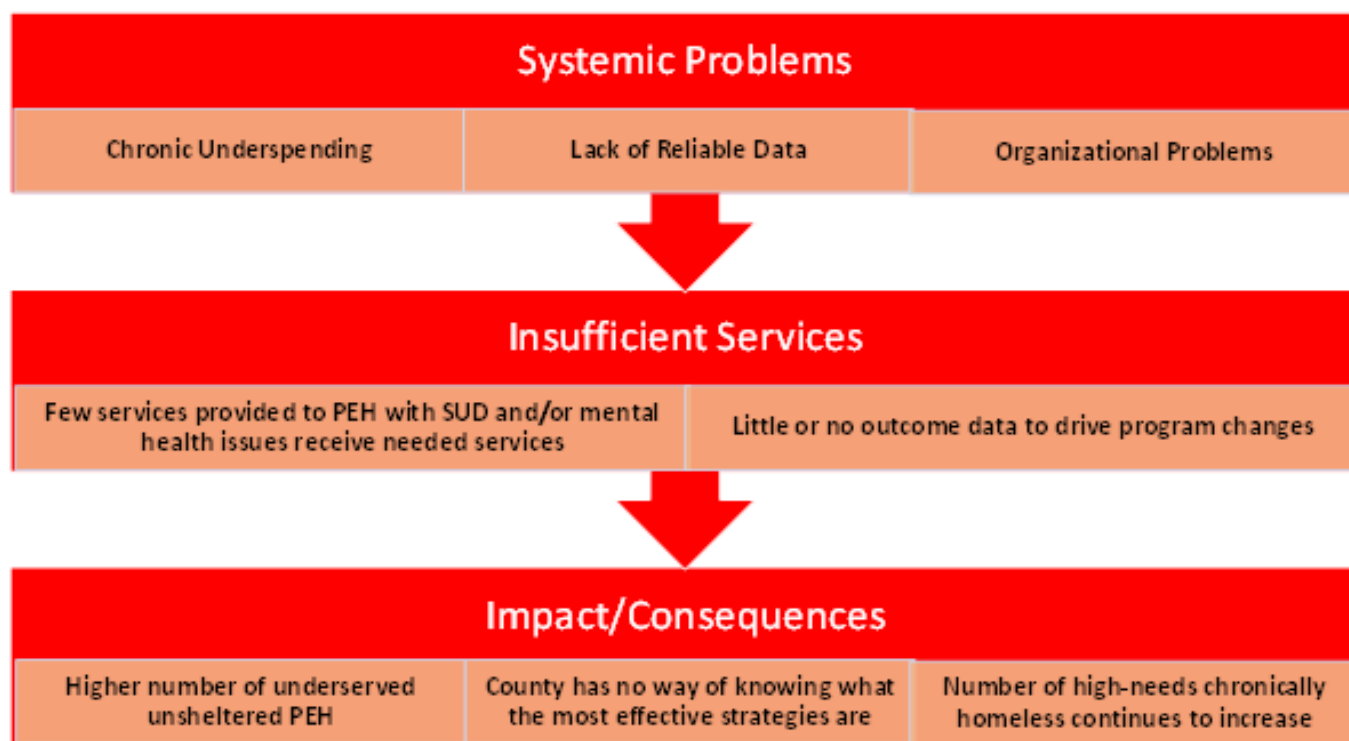 Systemic Problems
Chronic Underspending
Lack of Reliable Data
Organizational Problems
Insufficient Services
Few services provided to PEH with SUD and/or mental
health issues receive needed services
Little or no outcome data to drive program changes
Impact/Consequences
Higher number of underserved
unsheltered PEH
County has no way of knowing what
the most effective strategies are
Number of high-needs chronically
homeless continues to increase